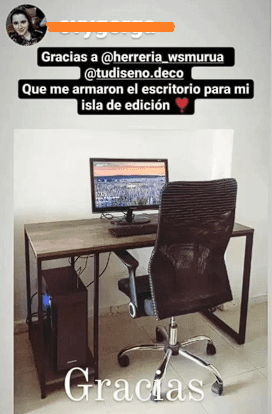 Gracias a @herreria_wsmurua
@tudiseno.deco
Que me armaron el escritorio para mi
isla de edición
Gracias